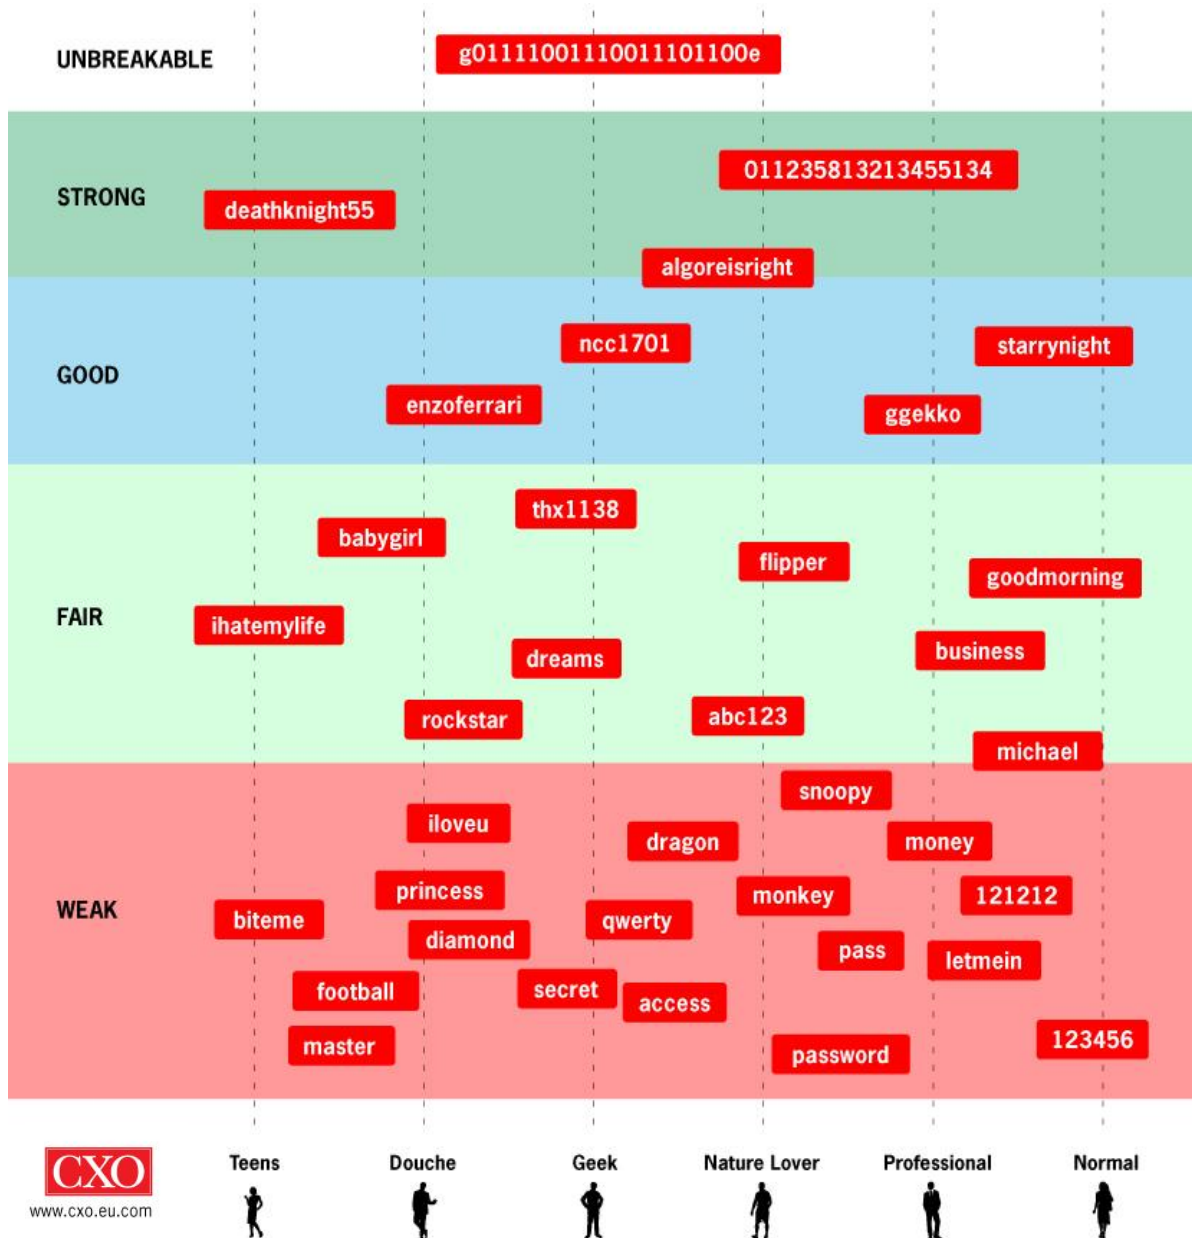 UNBREAKABLE
g01111001110011101100e
STRONG
011235813213455134
deathknight55
algoreisright
GOOD
ncc1701
starrynight
enzoferrari
ggekko
FAIR
thx1138
babygirl
flipper
goodmorning
ihatemylife
dreams
business
rockstar
abc123
michael
WEAK
snoopy
iloveu
dragon
money
princess
monkey
121212
biteme
qwerty
diamond
pass
letmein
football
secret
access
master
password
123456
CXO
www.cxo.eu.com
Teens
Douche
Geek
Nature Lover
Professional
Normal